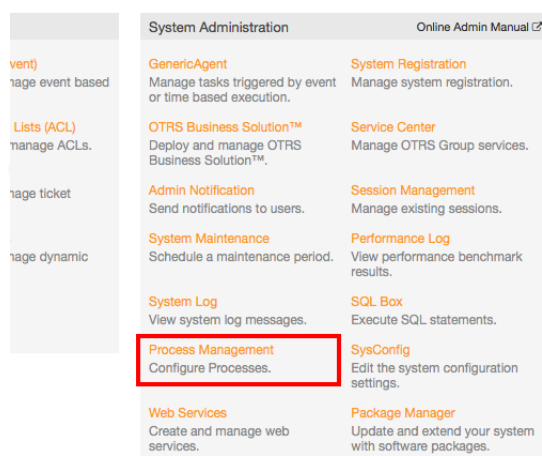 vent)
nage event based
Lists (ACL)
manage ACLs.
nage ticket
nage dynamic
System Administration
Online Admin Manual
GenericAgent
Manage tasks triggered by event
or time based execution.
System Registration
Manage system registration.
OTRS Business Solution™
Deploy and manage OTRS
Business Solution™.
Service Center
Manage OTRS Group services.
Admin Notification
Send notifications to users.
Session Management
Manage existing sessions.
System Maintenance
Schedule a maintenance period.
Performance Log
View performance benchmark
results.
System Log
View system log messages.
SQL Box
Execute SQL statements.
Process Management
Configure Processes.
SysConfig
Edit the system configuration
settings.
Web Services
Create and manage web
services.
Package Manager
Update and extend your system
with software packages.